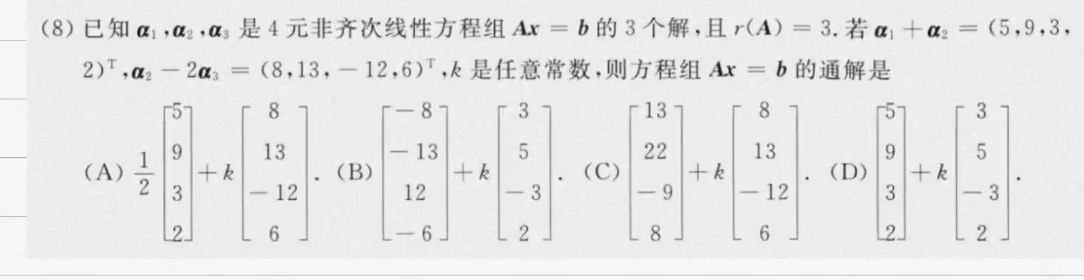 (8) 已知 α₁,α₂,α₃ 是 4 元非齐次线性方程组 Ax = b 的 3 个解,且 r(A) = 3. 若 α₁ + α₂ = (5,9,3,
2)ᵀ,α₂ − 2α₃ = (8,13,−12,6)ᵀ,k 是任意常数,则方程组 Ax = b 的通解是
(A) 1/2 [5 9 3 2] + k [8 13 −12 6]. (B) [−8 −13 12 −6] + k [3 5 −3 2]. (C) [13 22 −9 8] + k [8 13 −12 6]. (D) [5 9 3 2] + k [3 5 −3 2].